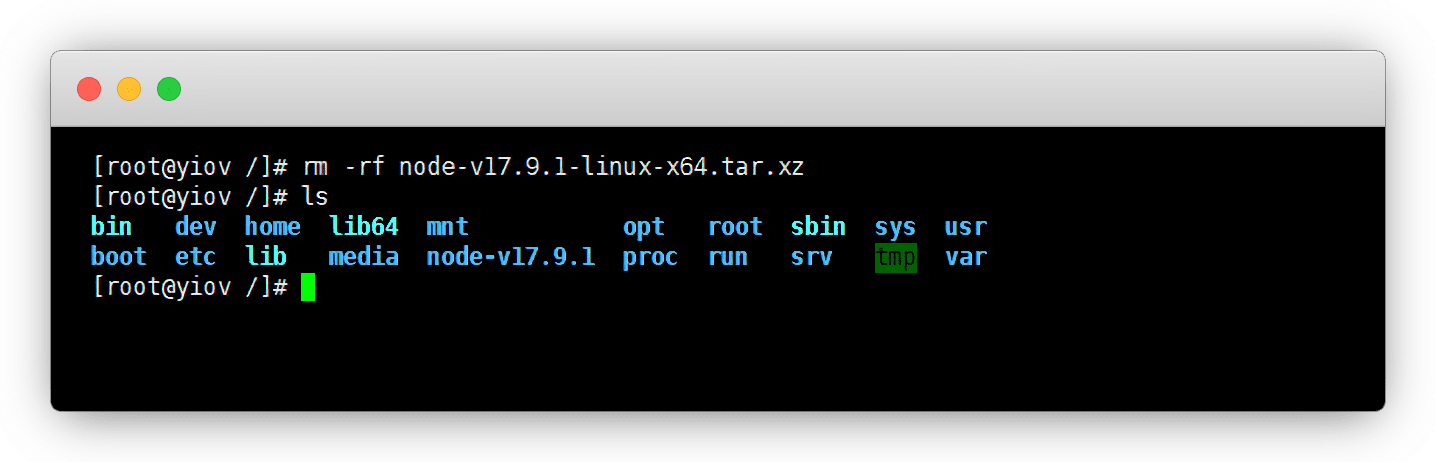 [root@yiov /]# rm -rf node-v17.9.1-linux-x64.tar.xz
[root@yiov /]# ls
bin   dev  home  lib64  mnt           opt   root  sbin  sys  usr
boot  etc  lib   media  node-v17.9.1  proc  run   srv   tmp  var
[root@yiov /]#